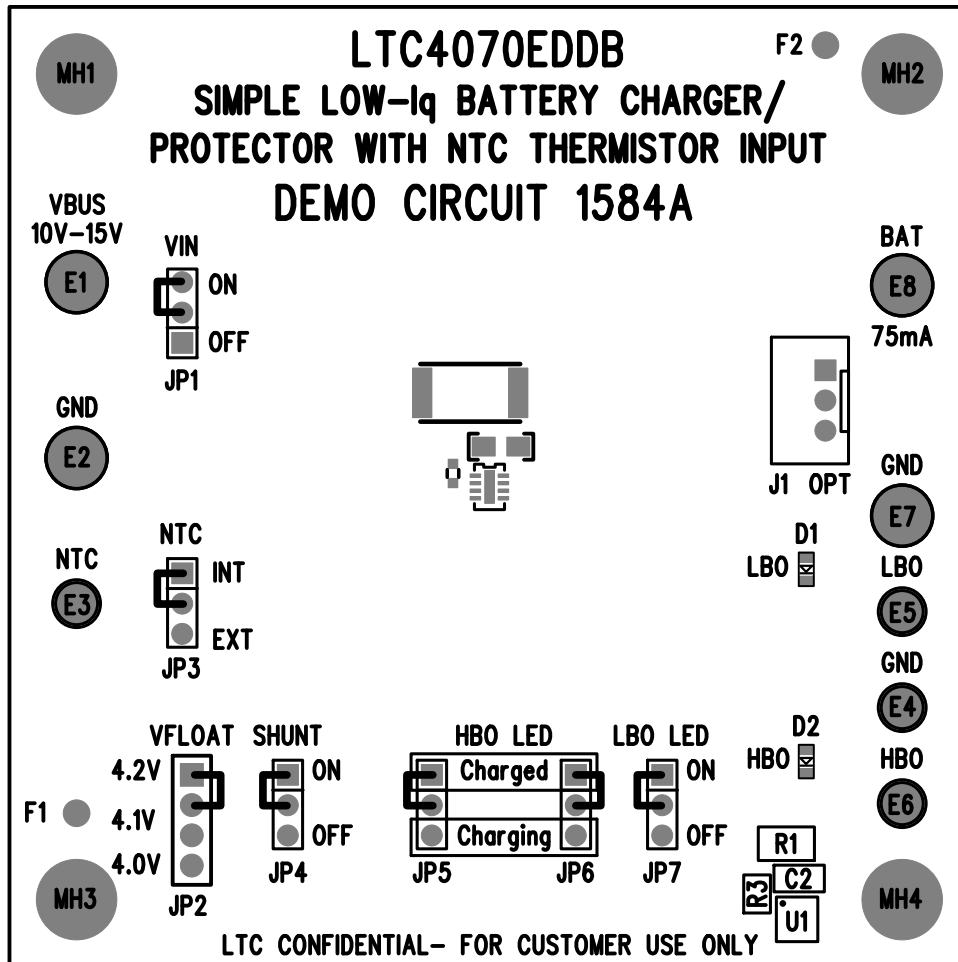 LTC4070EDDB
F2
MH1
MH2
SIMPLE LOW-Iq BATTERY CHARGER/
PROTECTOR WITH NTC THERMISTOR INPUT
DEMO CIRCUIT 1584A
VBUS
10V-15V
E1
VIN
ON
OFF
JP1
BAT
E8
75mA
GND
E2
J1 OPT
GND
E7
NTC
E3
NTC
INT
EXT
JP3
D1
LBO
LBO
E5
GND
E4
D2
HBO
HBO
E6
VFLOAT
4.2V
4.1V
4.0V
JP2
F1
SHUNT
ON
OFF
JP4
HBO LED
Charged
Charging
JP5
JP6
LBO LED
ON
OFF
JP7
R1
C2
R3
U1
MH3
MH4
LTC CONFIDENTIAL- FOR CUSTOMER USE ONLY